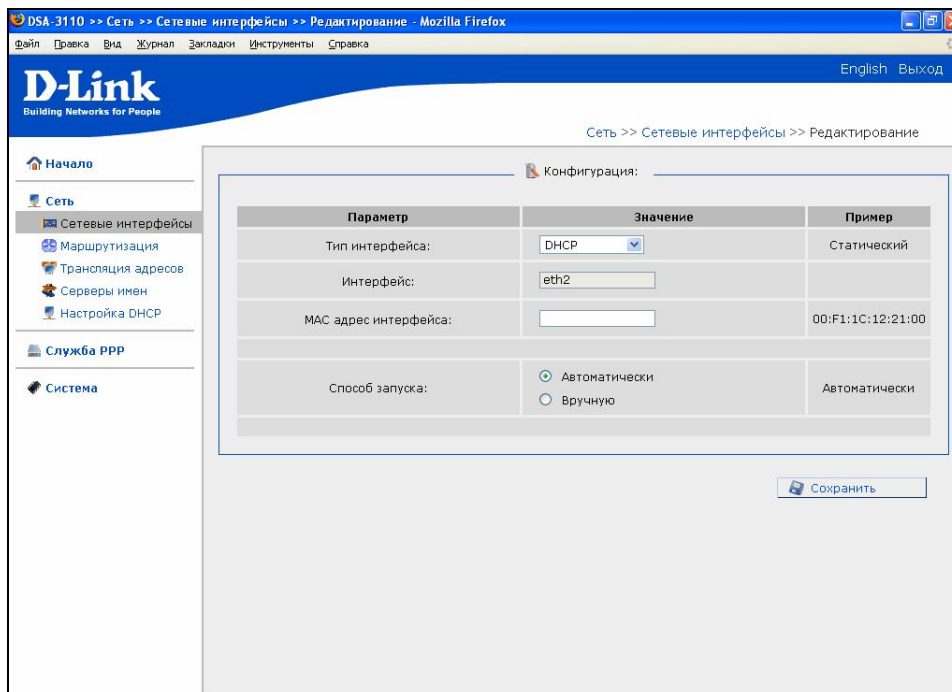 DSA-3110 >> Сеть >> Сетевые интерфейсы >> Редактирование - Mozilla Firefox
Файл Правка Вид Журнал Закладки Инструменты Справка
English Выход
D-Link
Building Networks for People
Сеть >> Сетевые интерфейсы >> Редактирование
Начало
Сеть
Сетевые интерфейсы
Маршрутизация
Трансляция адресов
Серверы имен
Настройка DHCP
Служба PPP
Система
Конфигурация:
Параметр Значение Пример
Тип интерфейса: DHCP Статический
Интерфейс: eth2
MAC адрес интерфейса: 00:F1:1C:12:21:00
Способ запуска: Автоматически Вручную Автоматически
Сохранить